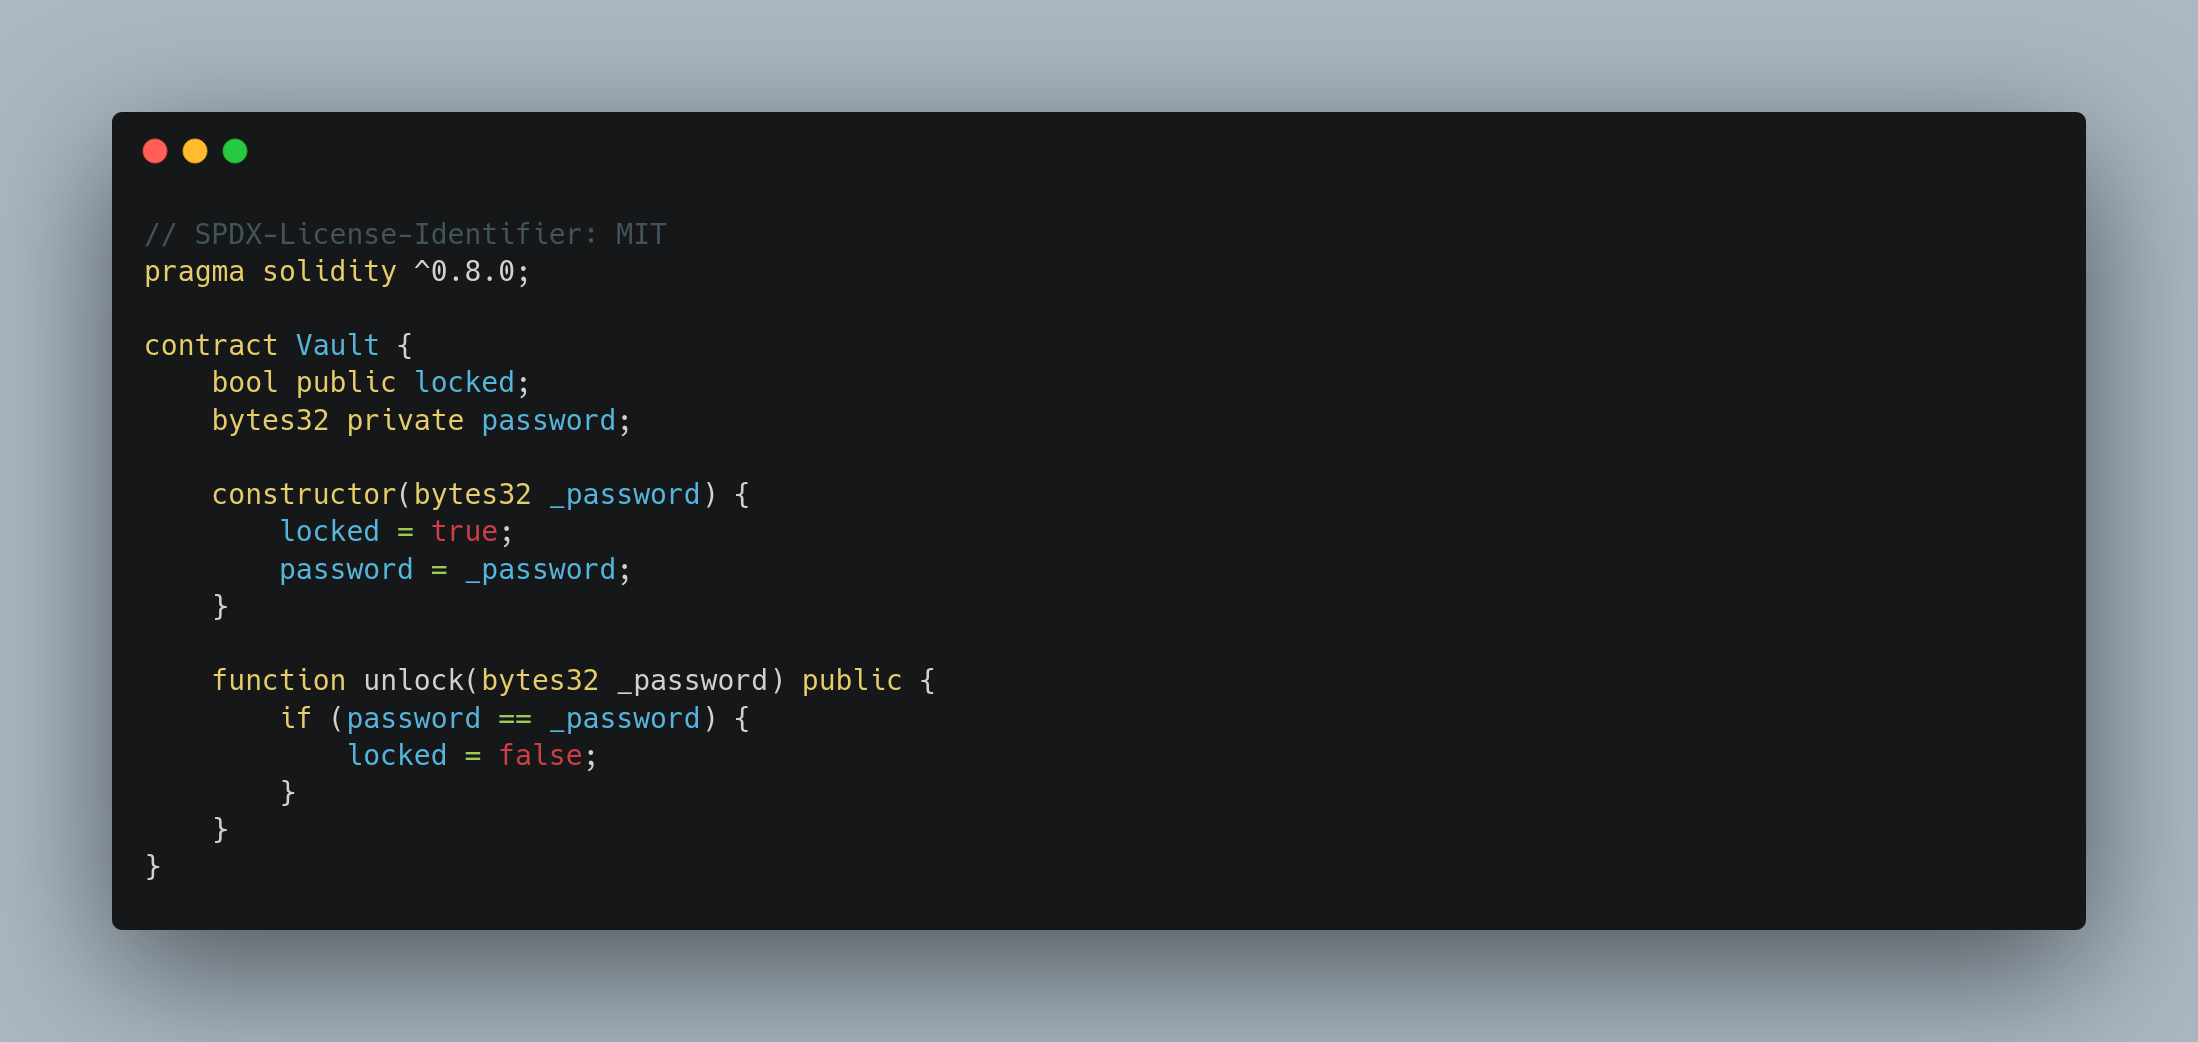 // SPDX-License-Identifier: MIT
pragma solidity ^0.8.0;

contract Vault {
    bool public locked;
    bytes32 private password;

    constructor(bytes32 _password) {
        locked = true;
        password = _password;
    }

    function unlock(bytes32 _password) public {
        if (password == _password) {
            locked = false;
        }
    }
}